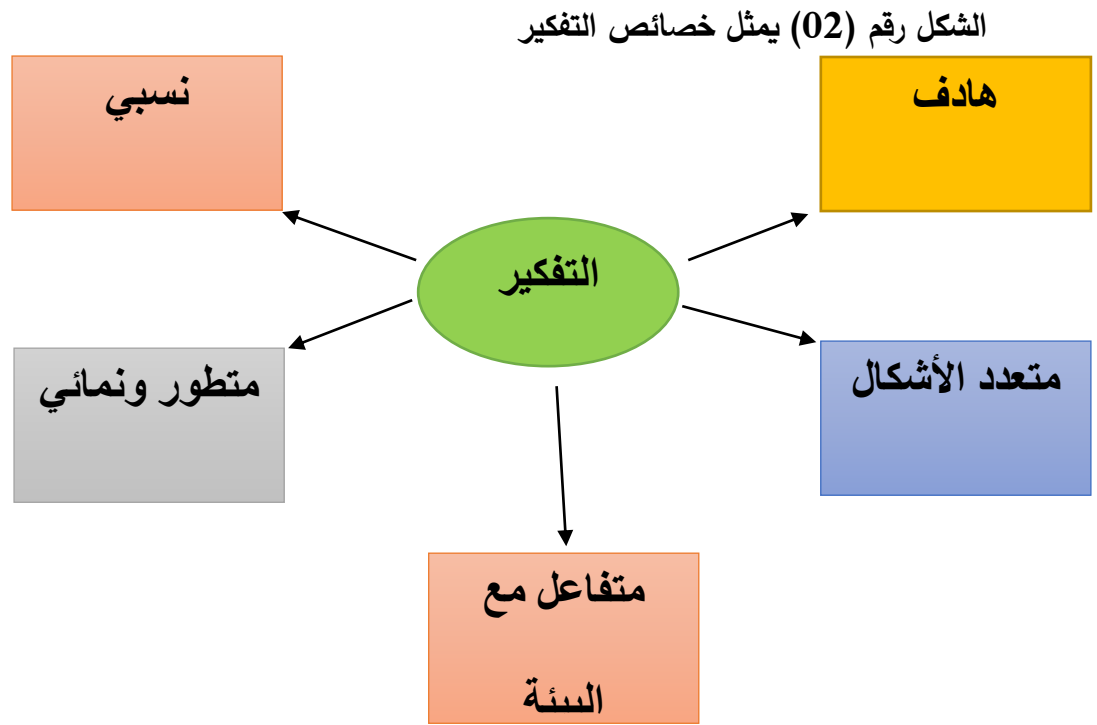 الشكل رقم (02) يمثل خصائص التفكير
هادف
نسبي
التفكير
متعدد الأشكال
متطور ونمائي
متفاعل مع
البيئة